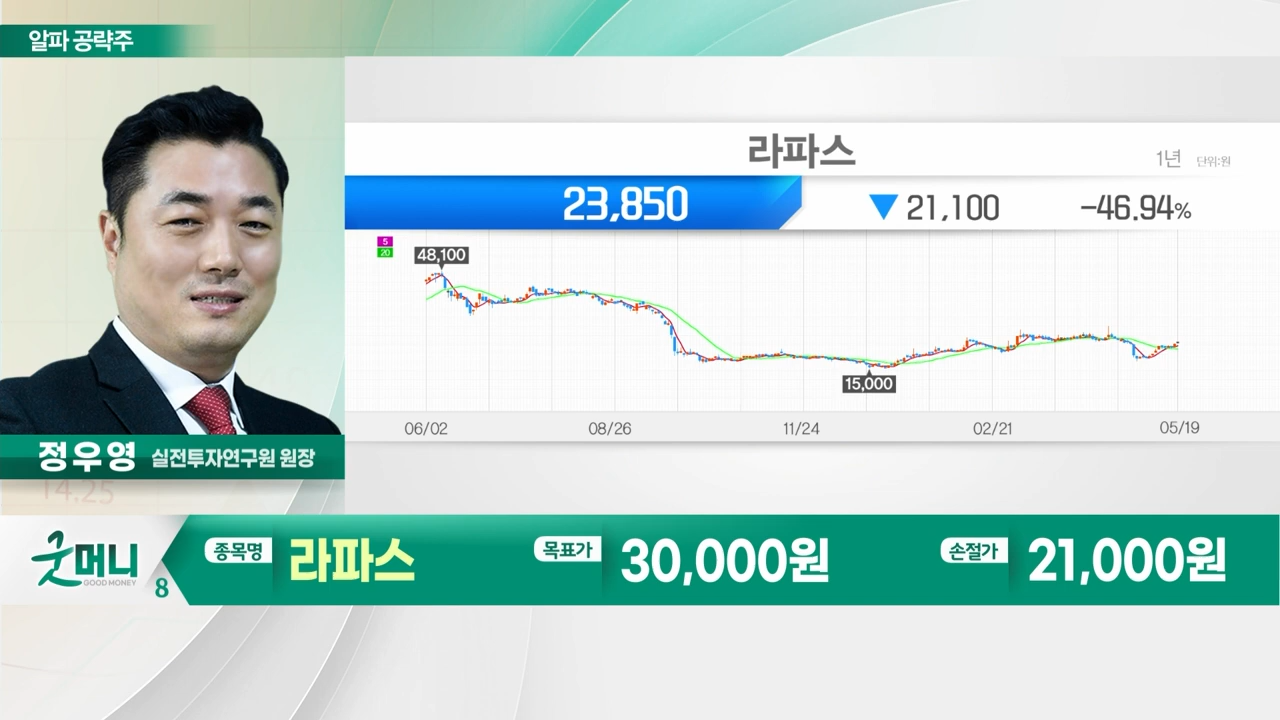 알파 공략주
라파스
1년 단위:원
23,850 ▼21,100 -46.94%
5
20
48,100
15,000
06/02 08/26 11/24 02/21 05/19
정우영 실전투자연구원 원장
14.25
굿머니
GOOD MONEY
8
종목명 라파스 목표가 30,000원 손절가 21,000원